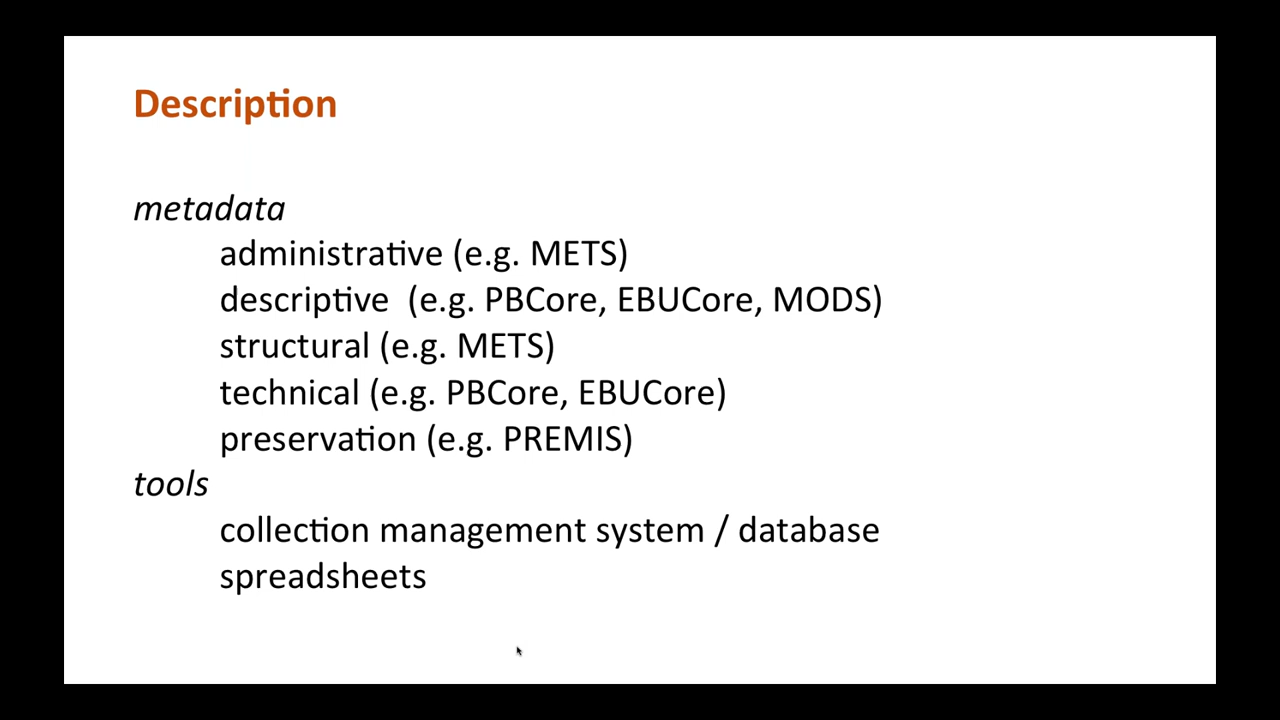 Description
metadata
administrative (e.g. METS)
descriptive  (e.g. PBCore, EBUCore, MODS)
structural (e.g. METS)
technical (e.g. PBCore, EBUCore)
preservation (e.g. PREMIS)
tools
collection management system / database
spreadsheets